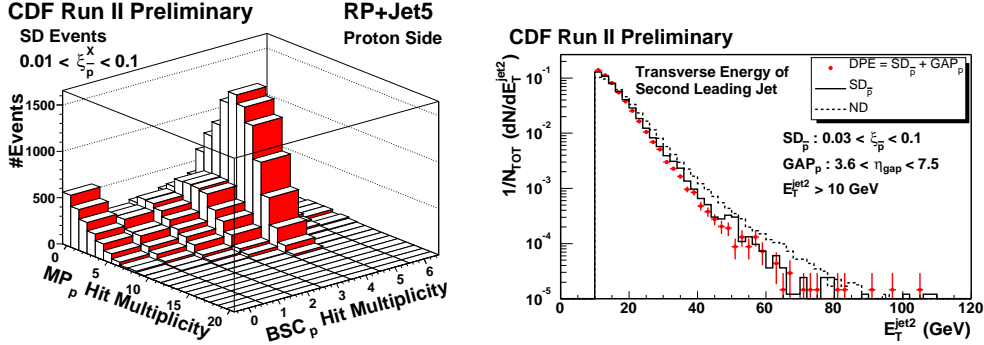 CDF Run II Preliminary
RP+Jet5
SD Events
Proton Side
0.01 < ξ^X_p̄ < 0.1
#Events
1500
1000
500
0
0
5
10
15
20
MP_p Hit Multiplicity
0
1
2
3
4
5
6
BSC_p Hit Multiplicity
CDF Run II Preliminary
Transverse Energy of
Second Leading Jet
DPE = SD_p̄ + GAP_p
SD_p̄
ND
SD_p̄ : 0.03 < ξ_p̄ < 0.1
GAP_p : 3.6 < η_gap < 7.5
E_T^jet2 > 10 GeV
1/N_TOT (dN/dE_T^jet2)
10^-1
10^-2
10^-3
10^-4
10^-5
0
20
40
60
80
100
120
E_T^jet2 (GeV)